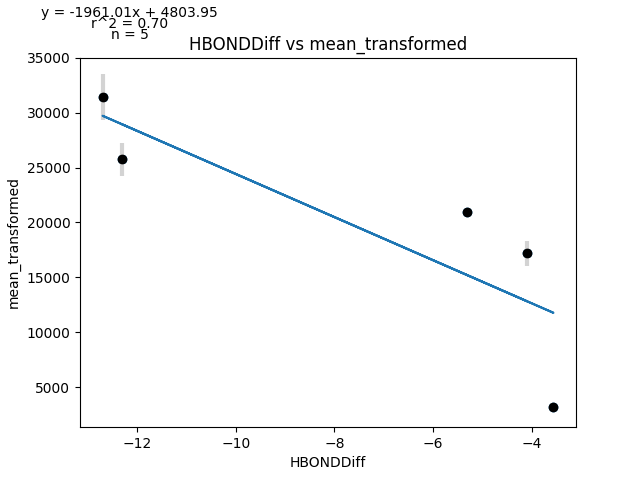 y = -1961.01x + 4803.95
r^2 = 0.70
n = 5
HBONDDiff vs mean_transformed
35000
30000
25000
20000
15000
10000
5000
mean_transformed
−12
−10
−8
−6
−4
HBONDDiff